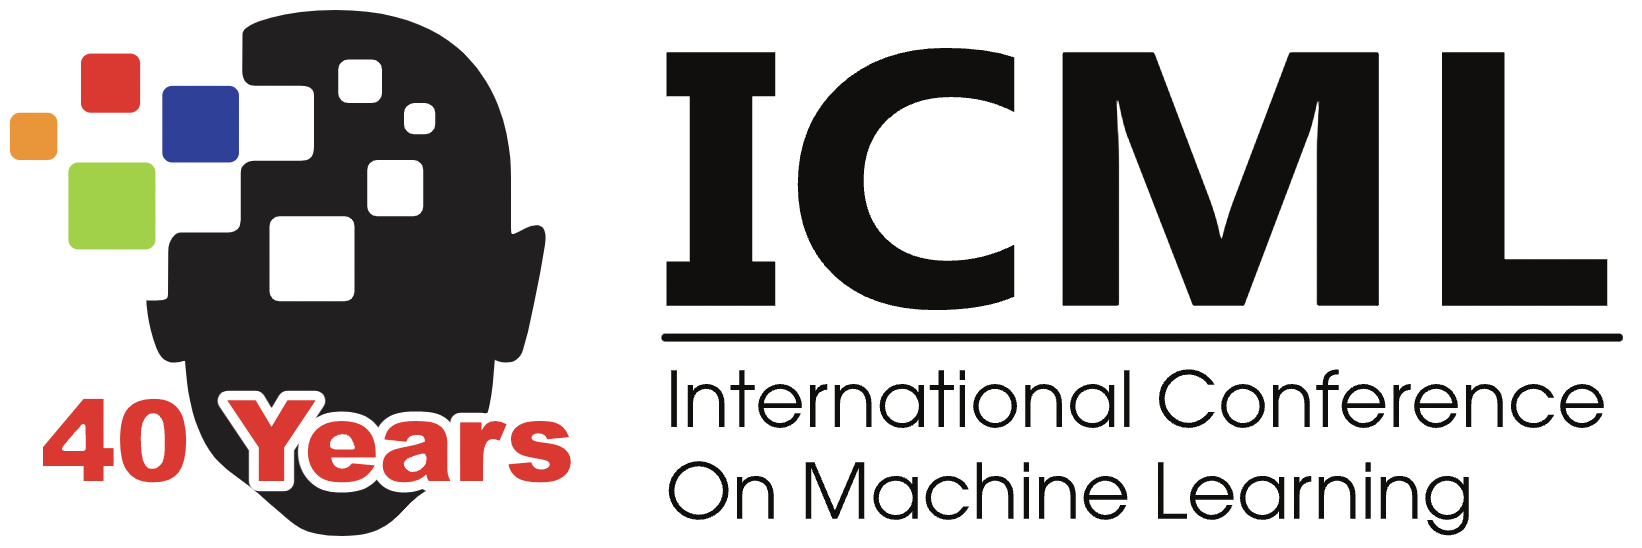 40 Years
ICML
International Conference
On Machine Learning